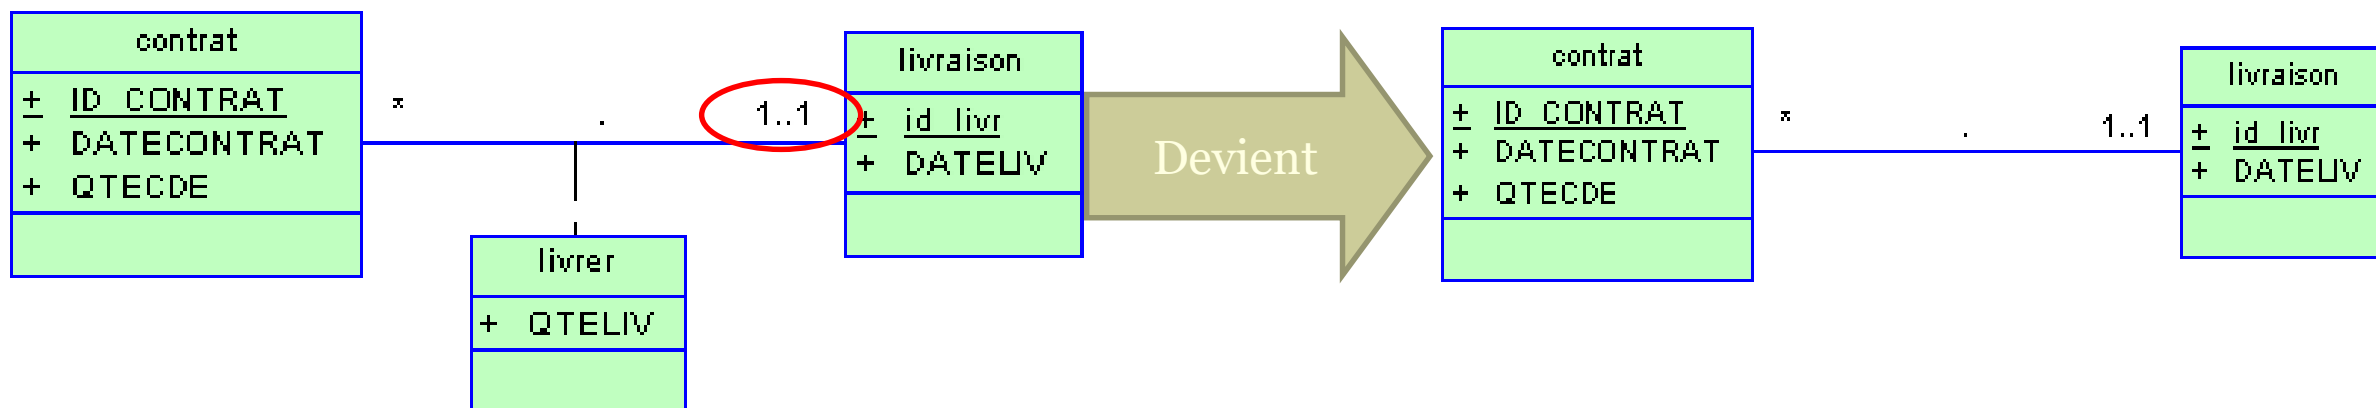 contrat
+ ID_CONTRAT
+ DATECONTRAT
+ QTECDE
*
.
1..1
livrer
+ QTELIV
livraison
+ id_livr
+ DATELIV
Devient
contrat
+ ID_CONTRAT
+ DATECONTRAT
+ QTECDE
*
.
1..1
livraison
+ id_livr
+ DATELIV